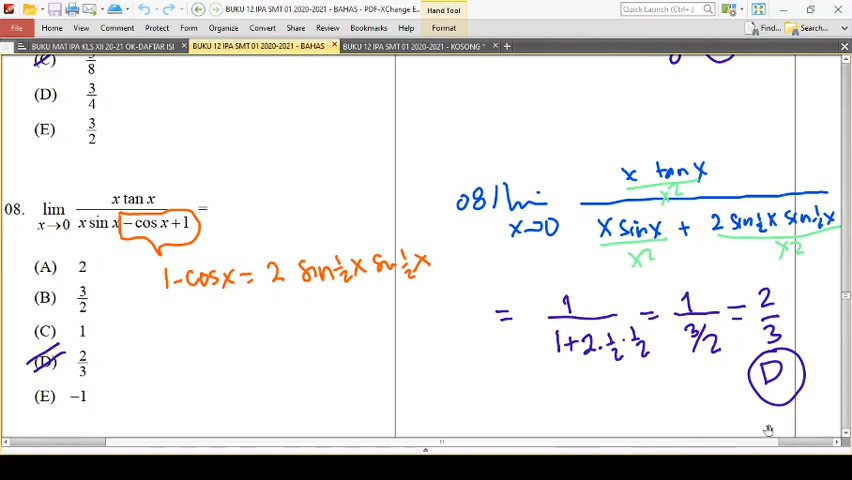 BUKU 12 IPA SMT 01 2020-2021 - BAHAS - PDF-XChange E
Hand Tool
File Home View Comment Protect Form Organize Convert Share Bookmarks Help Format Find... Search...
BUKU MAT IPA KLS XII 20-21 OK-DAFTAR ISI × BUKU 12 IPA SMT 01 2020-2021 - BAHAS × BUKU 12 IPA SMT 01 2020-2021 - KOSONG * ×
(C) 3/8
(D) 3/4
(E) 3/2
08. lim x→0 x tan x / x sin x − cos x + 1 =
1 - cos x = 2 sin ½x sin ½x
(A) 2
(B) 3/2
(C) 1
(D) 2/3
(E) −1
08/ lim x→0 x tan x / x² / x sin x / x² + 2 sin ½x sin ½x / x²
= 1 / 1+2·½·½ = 1 / 3/2 = 2/3
D